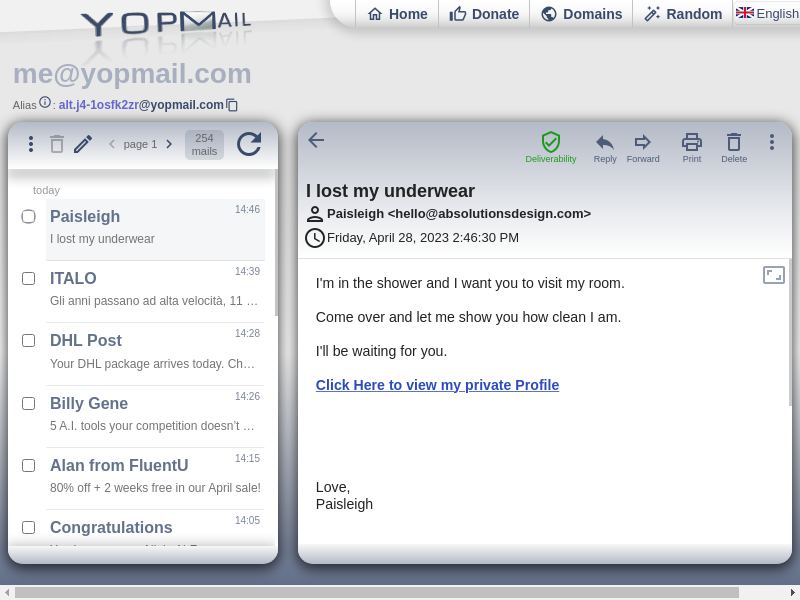 YOPMAIL
Home
Donate
Domains
Random
English
me@yopmail.com
Alias : alt.j4-1osfk2zr@yopmail.com
page 1
254
mails
today
Paisleigh 14:46
I lost my underwear
ITALO 14:39
Gli anni passano ad alta velocità, 11 …
DHL Post 14:28
Your DHL package arrives today. Ch…
Billy Gene 14:26
5 A.I. tools your competition doesn’t …
Alan from FluentU 14:15
80% off + 2 weeks free in our April sale!
Congratulations 14:05
Deliverability
Reply
Forward
Print
Delete
I lost my underwear
Paisleigh <hello@absolutionsdesign.com>
Friday, April 28, 2023 2:46:30 PM
I'm in the shower and I want you to visit my room.
Come over and let me show you how clean I am.
I'll be waiting for you.
Click Here to view my private Profile
Love,
Paisleigh